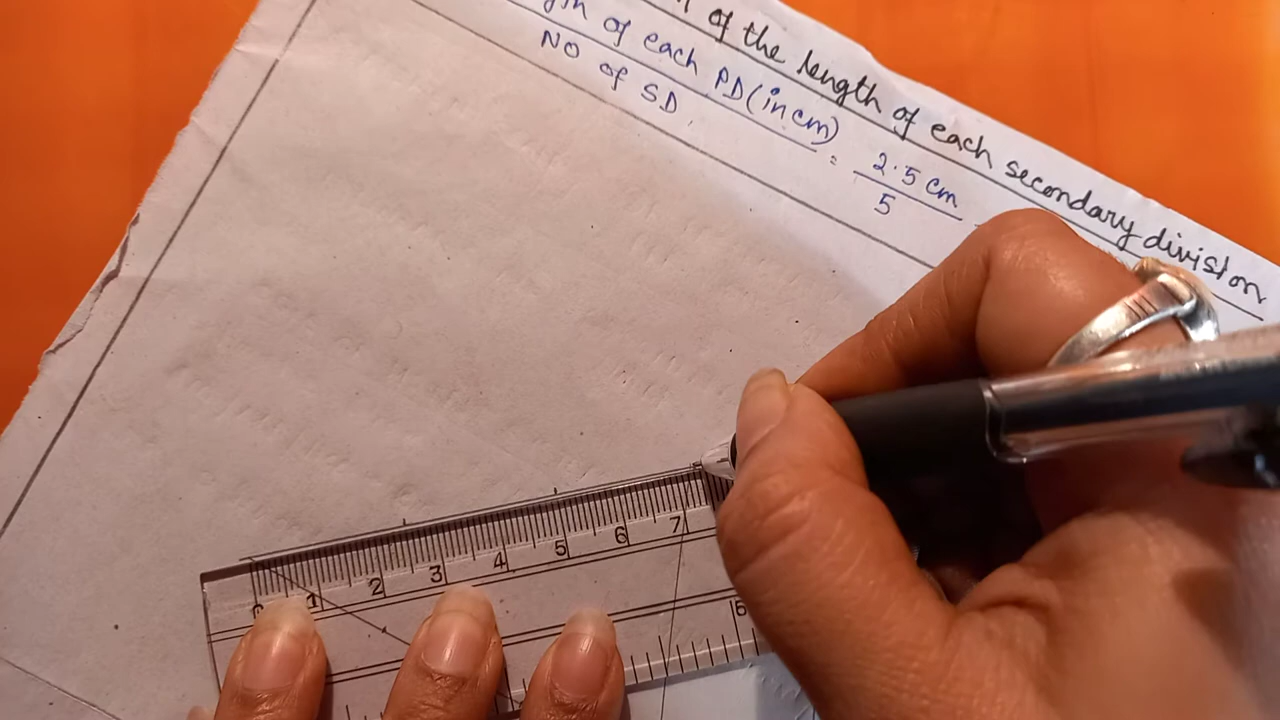 of the length of each secondary division
of each PD (in cm)
NO of SD
= 2.5 cm
5
0 1 2 3 4 5 6 7